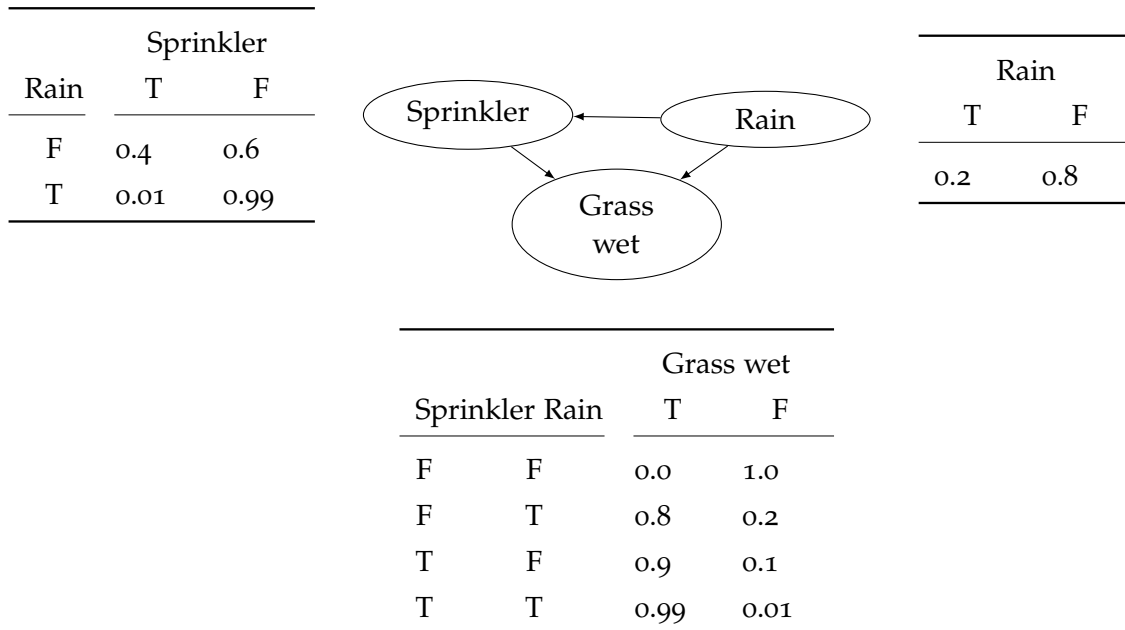 Sprinkler
Rain T F
F 0.4 0.6
T 0.01 0.99
Sprinkler
Rain
Grass
wet
Rain
T F
0.2 0.8
Grass wet
Sprinkler Rain T F
F F 0.0 1.0
F T 0.8 0.2
T F 0.9 0.1
T T 0.99 0.01